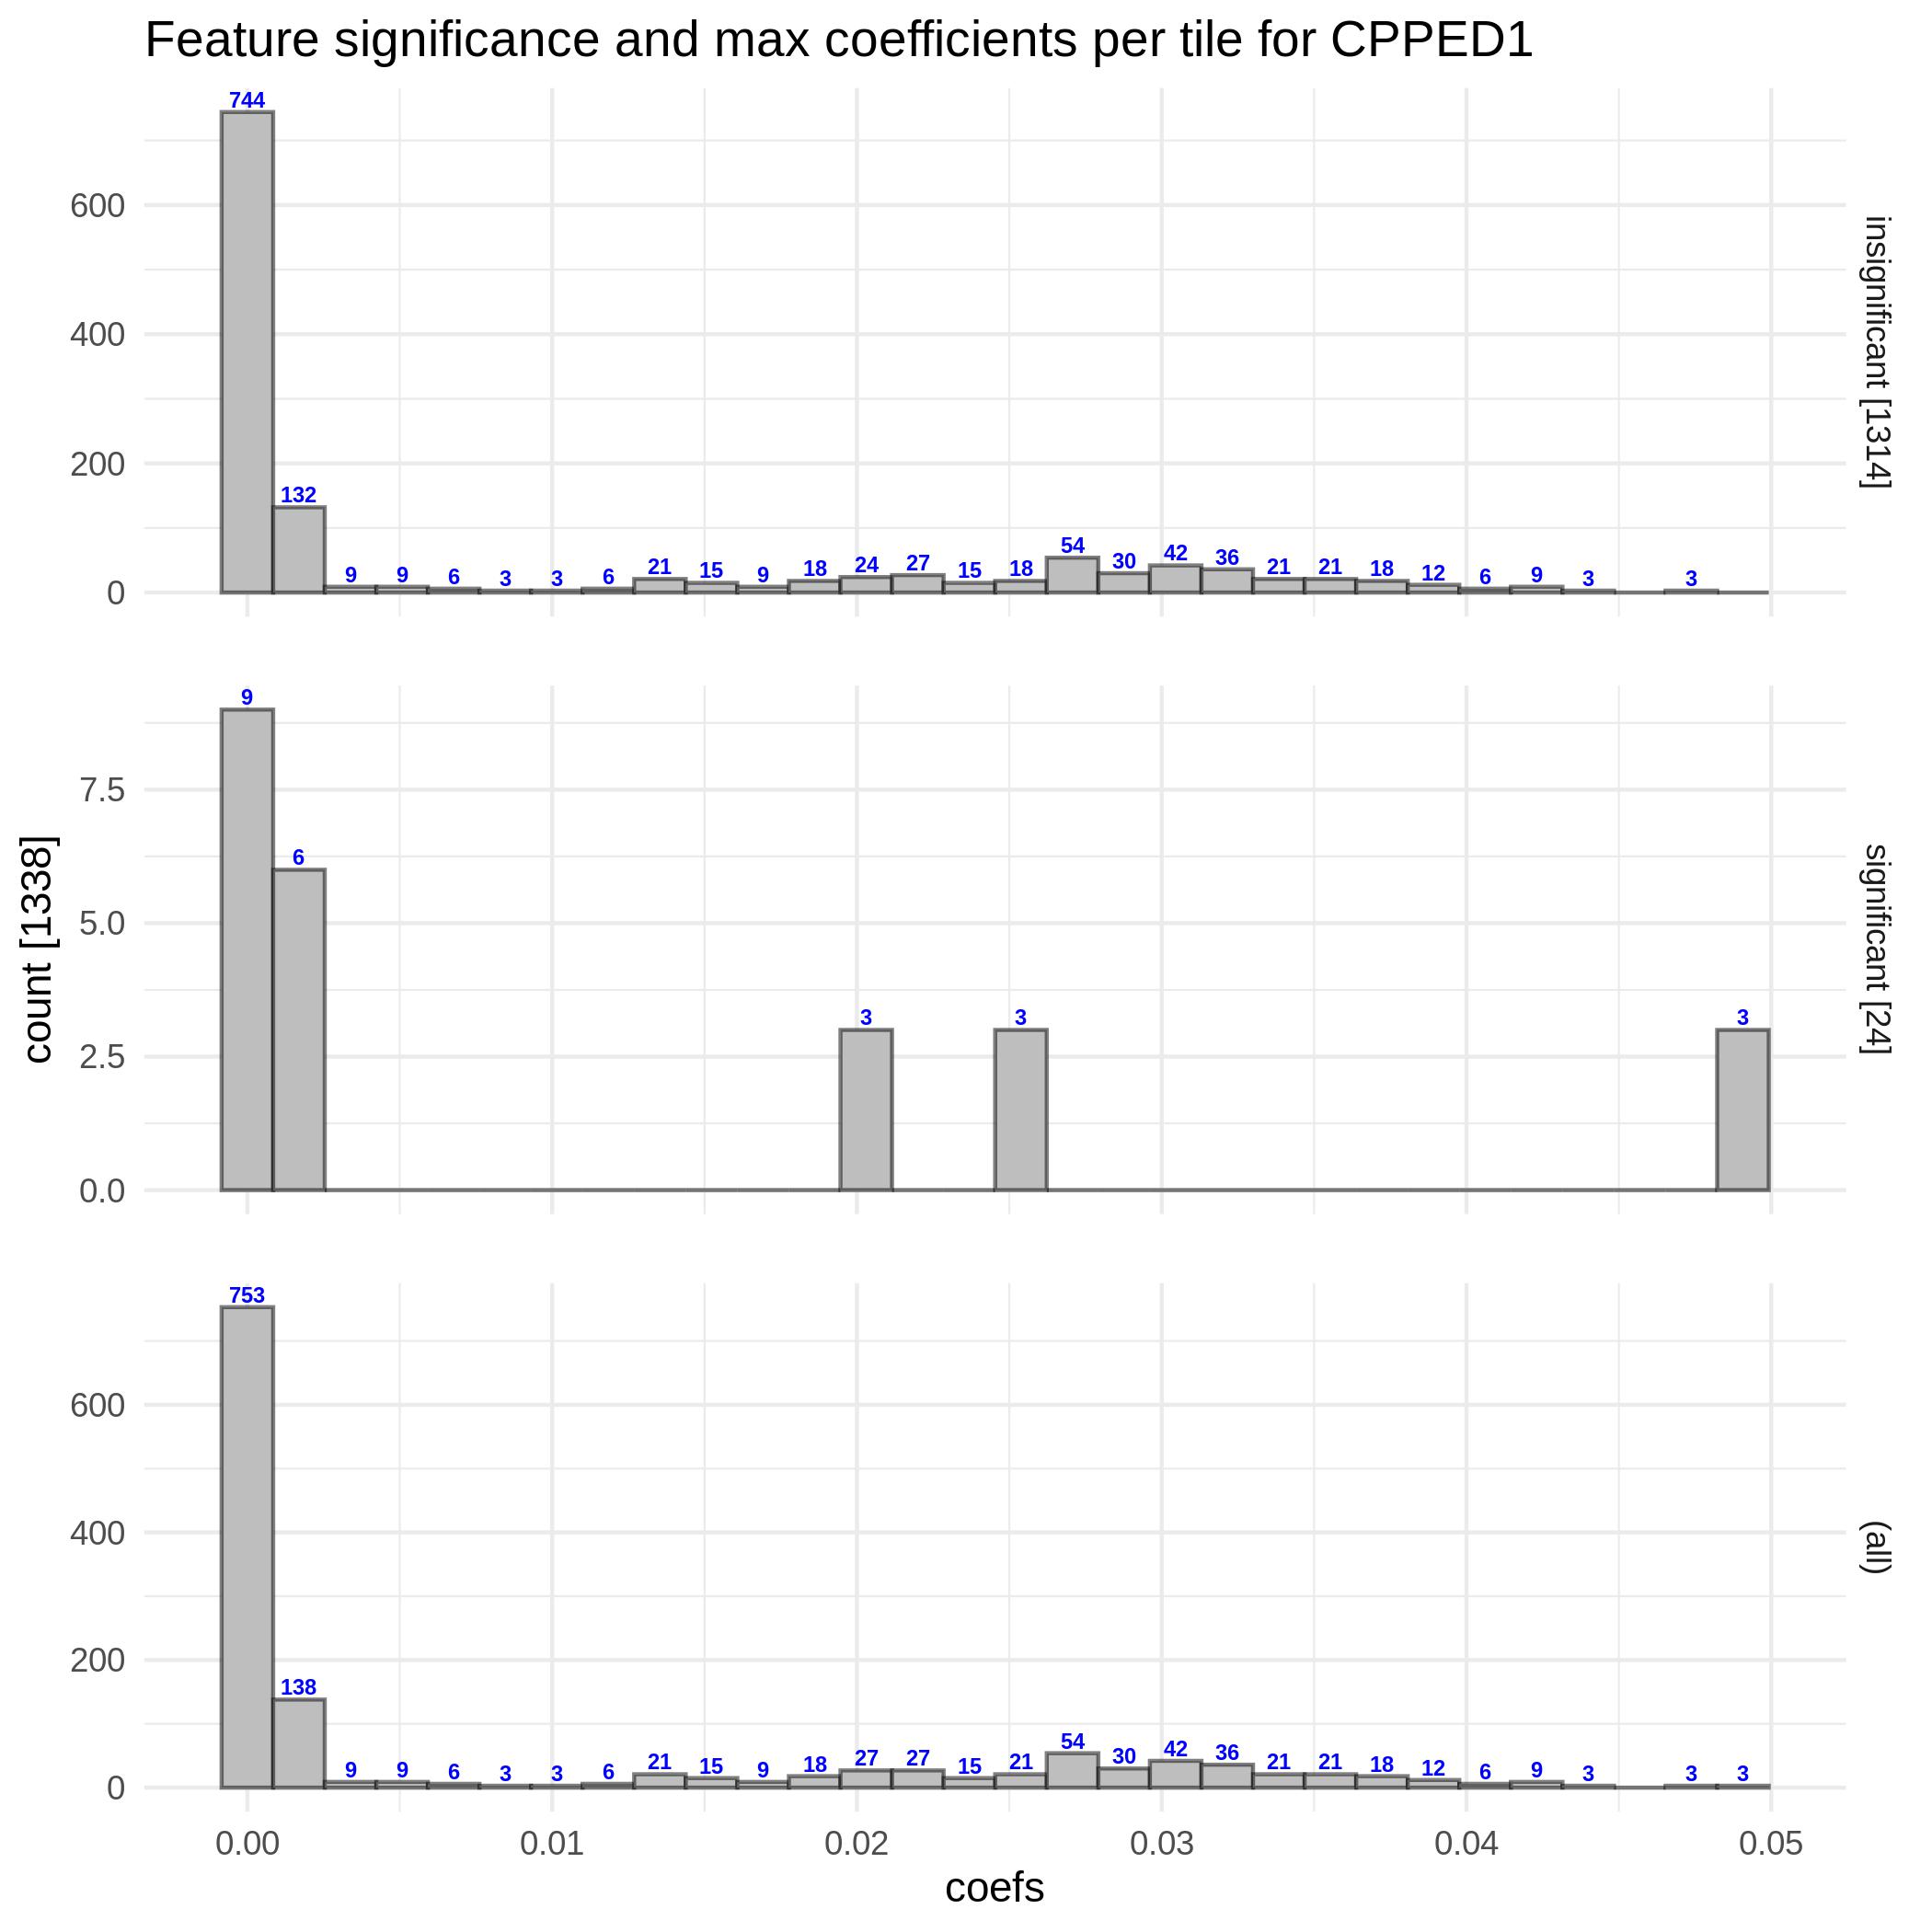 Feature significance and max coefficients per tile for CPPED1
744
132
9 9 6 3 3 6 21 15 9 18 24 27 15 18 54 30 42 36 21 21 18 12 6 9 3 3
600
400
200
0
insignificant [1314]
9
6
3 3 3
7.5
5.0
2.5
0.0
count [1338]
significant [24]
753
138
9 9 6 3 3 6 21 15 9 18 27 27 15 21 54 30 42 36 21 21 18 12 6 9 3 3 3
600
400
200
0
(all)
0.00 0.01 0.02 0.03 0.04 0.05
coefs